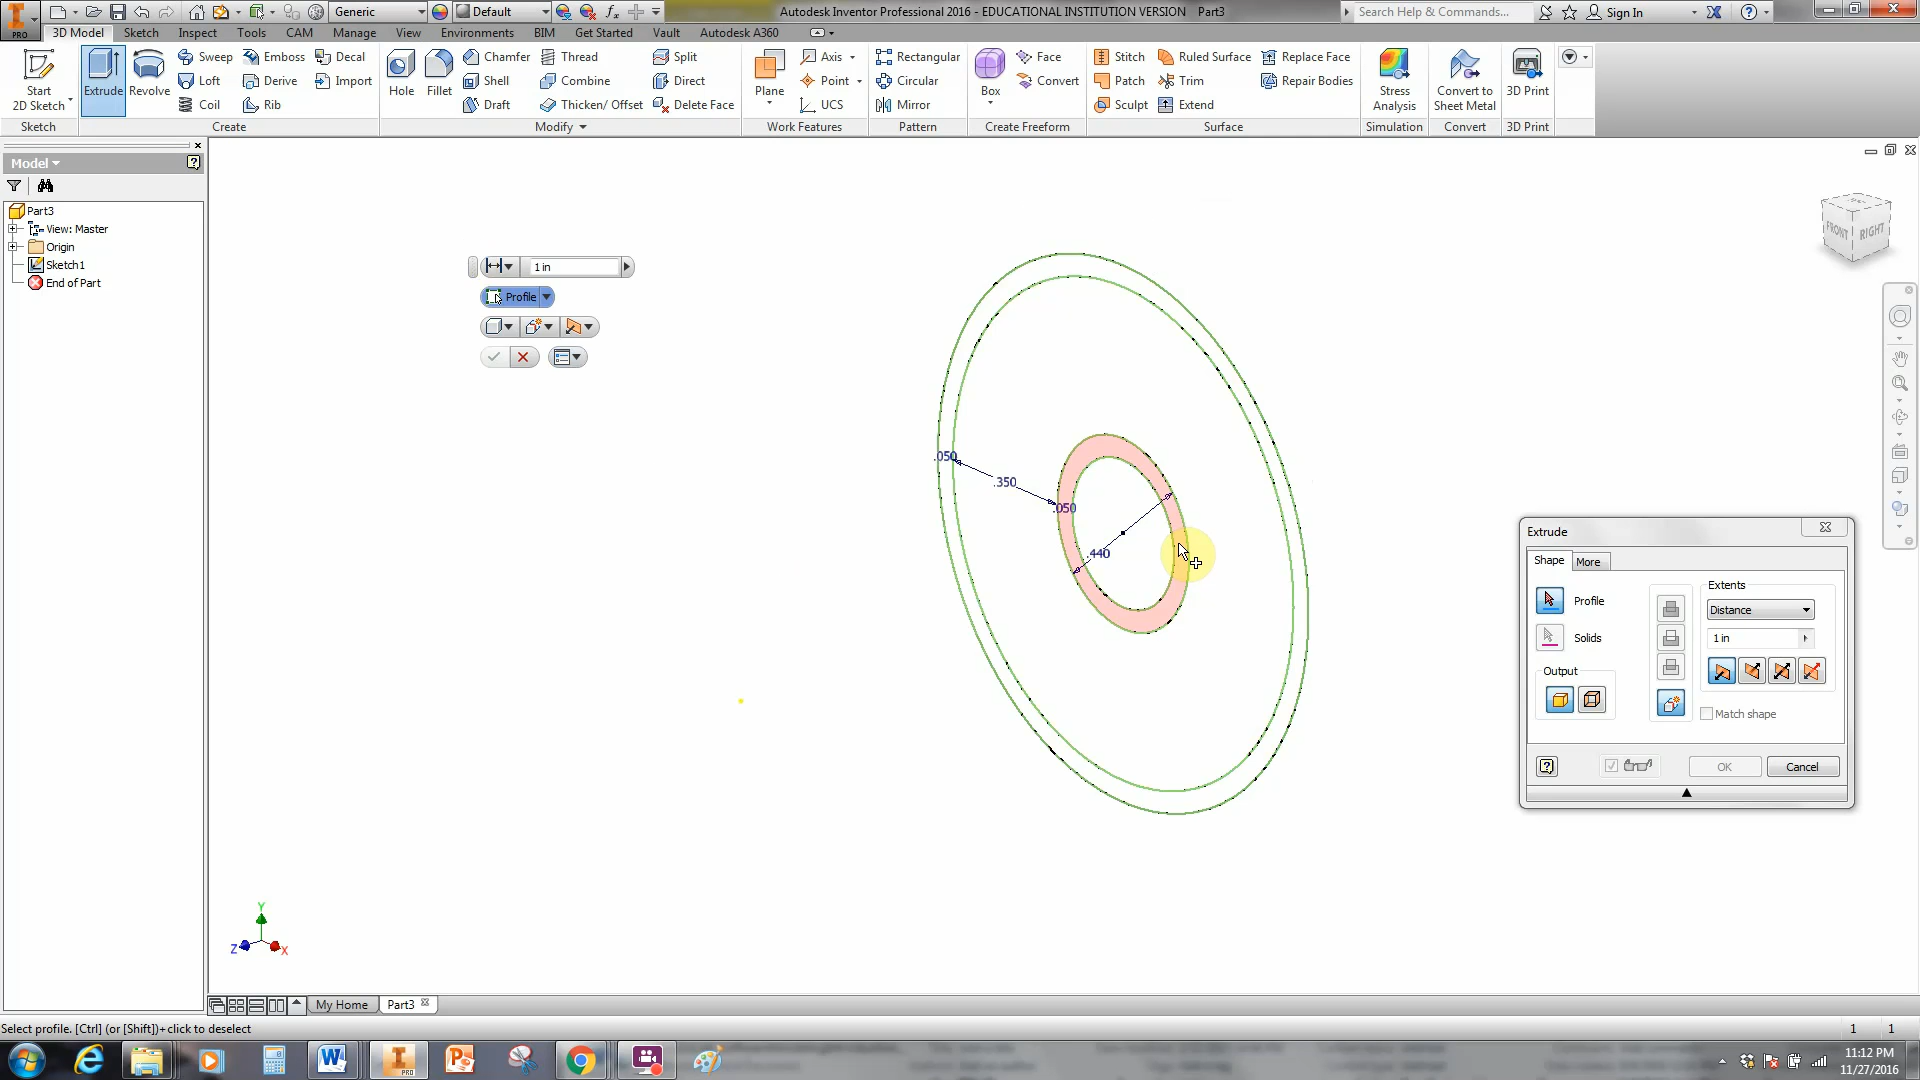 PRO
Generic
Default
Autodesk Inventor Professional 2016 - EDUCATIONAL INSTITUTION VERSION Part3
Search Help & Commands...
Sign In
3D Model Sketch Inspect Tools CAM Manage View Environments BIM Get Started Vault Autodesk A360
Start
2D Sketch
Extrude
Revolve
Sweep
Loft
Coil
Emboss
Derive
Rib
Decal
Import
Hole
Fillet
Chamfer
Shell
Draft
Thread
Combine
Thicken/ Offset
Split
Direct
Delete Face
Plane
Axis
Point
UCS
Rectangular
Circular
Mirror
Box
Face
Convert
Stitch
Patch
Sculpt
Ruled Surface
Trim
Extend
Replace Face
Repair Bodies
Stress
Analysis
Convert to
Sheet Metal
3D Print
Sketch Create Modify Work Features Pattern Create Freeform Surface Simulation Convert 3D Print
Model
Part3
View: Master
Origin
Sketch1
End of Part
1 in
Profile
.050
.350
.050
.440
FRONT
RIGHT
Extrude
Shape More
Profile
Solids
Output
Extents
Distance
1 in
Match shape
OK Cancel
Y
Z
X
My Home Part3
Select profile. [Ctrl] (or [Shift])+click to deselect
1 1
PRO
11:12 PM
11/27/2016